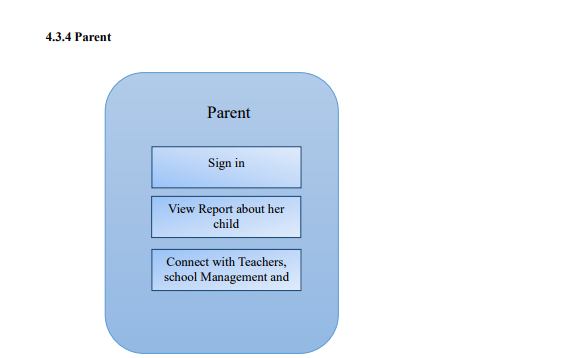 4.3.4 Parent
Parent
Sign in
View Report about her
child
Connect with Teachers,
school Management and